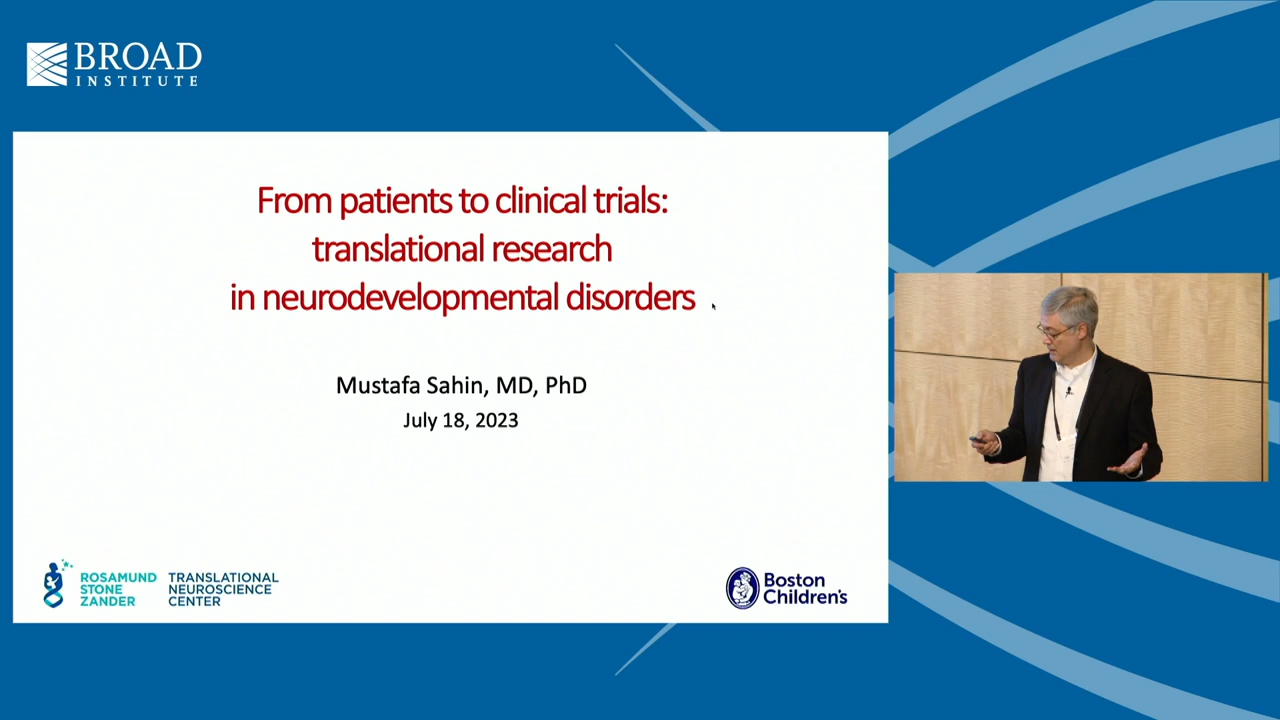 BROAD
INSTITUTE
From patients to clinical trials:
translational research
in neurodevelopmental disorders
Mustafa Sahin, MD, PhD
July 18, 2023
ROSAMUND
STONE
ZANDER
TRANSLATIONAL
NEUROSCIENCE
CENTER
Boston
Children's